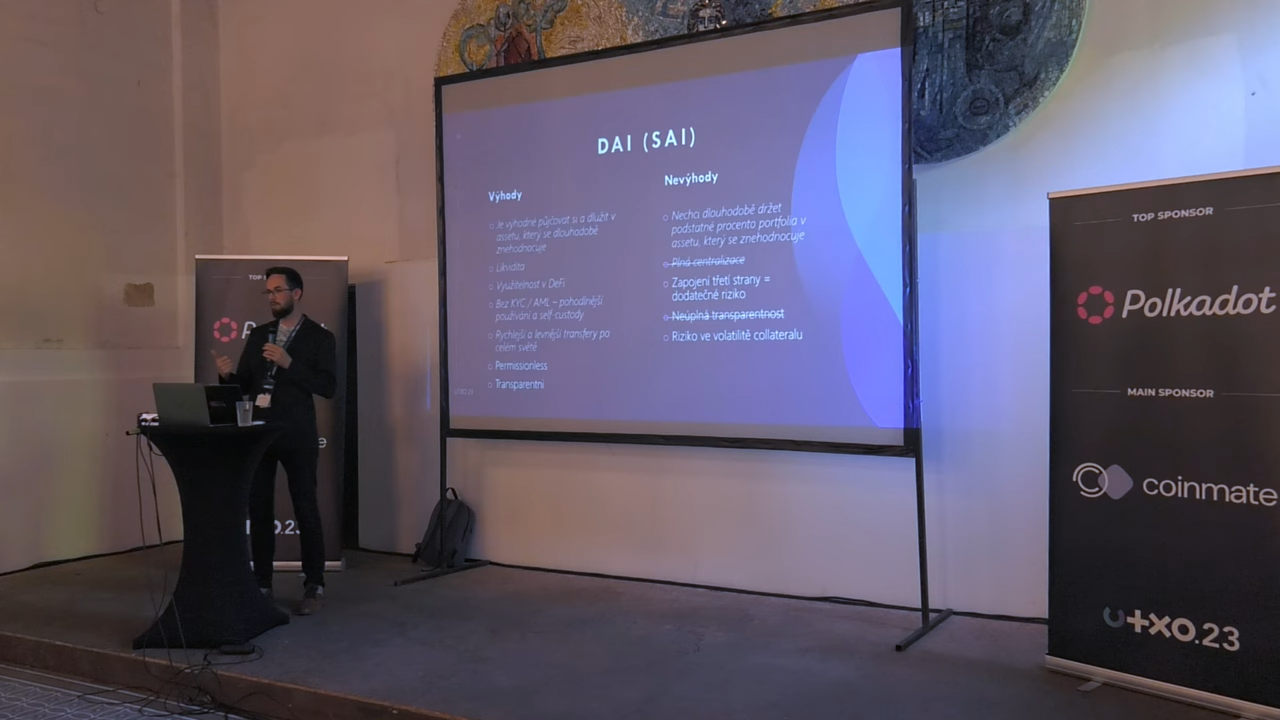 DAI (SAI)
Výhody
Je výhodné půjčovat si a dlužit v
assetu, který se dlouhodobě
znehodnocuje
Likvidita
Využitelnost v DeFi
Bez KYC / AML – pohodlnější
používání a self-custody
Rychlejší a levnější transfery po
celém světě
Permissionless
Transparentní
Nevýhody
Nechci dlouhodobě držet
podstatné procento portfolia v
assetu, který se znehodnocuje
Plná centralizace
Zapojení třetí strany =
dodatečné riziko
Neúplná transparentnost
Riziko ve volatilitě collateralu
TOP SPONSOR
Polkadot
MAIN SPONSOR
coinmate
utxo.23
TOP